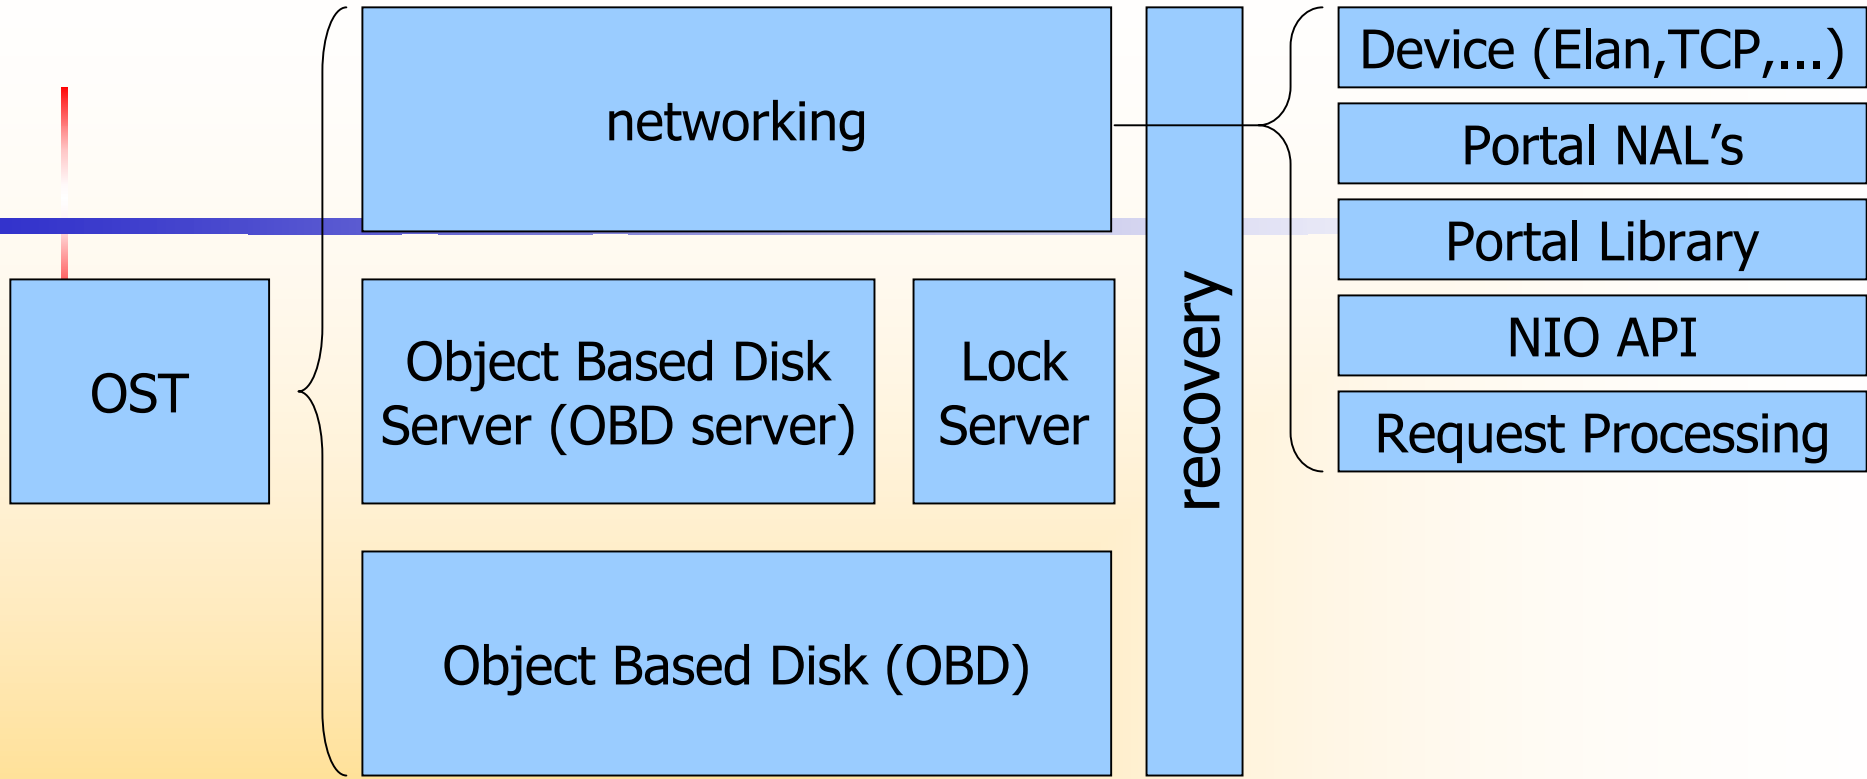 OST
networking
Object Based Disk
Server (OBD server)
Lock
Server
Object Based Disk (OBD)
recovery
Device (Elan,TCP,...)
Portal NAL’s
Portal Library
NIO API
Request Processing